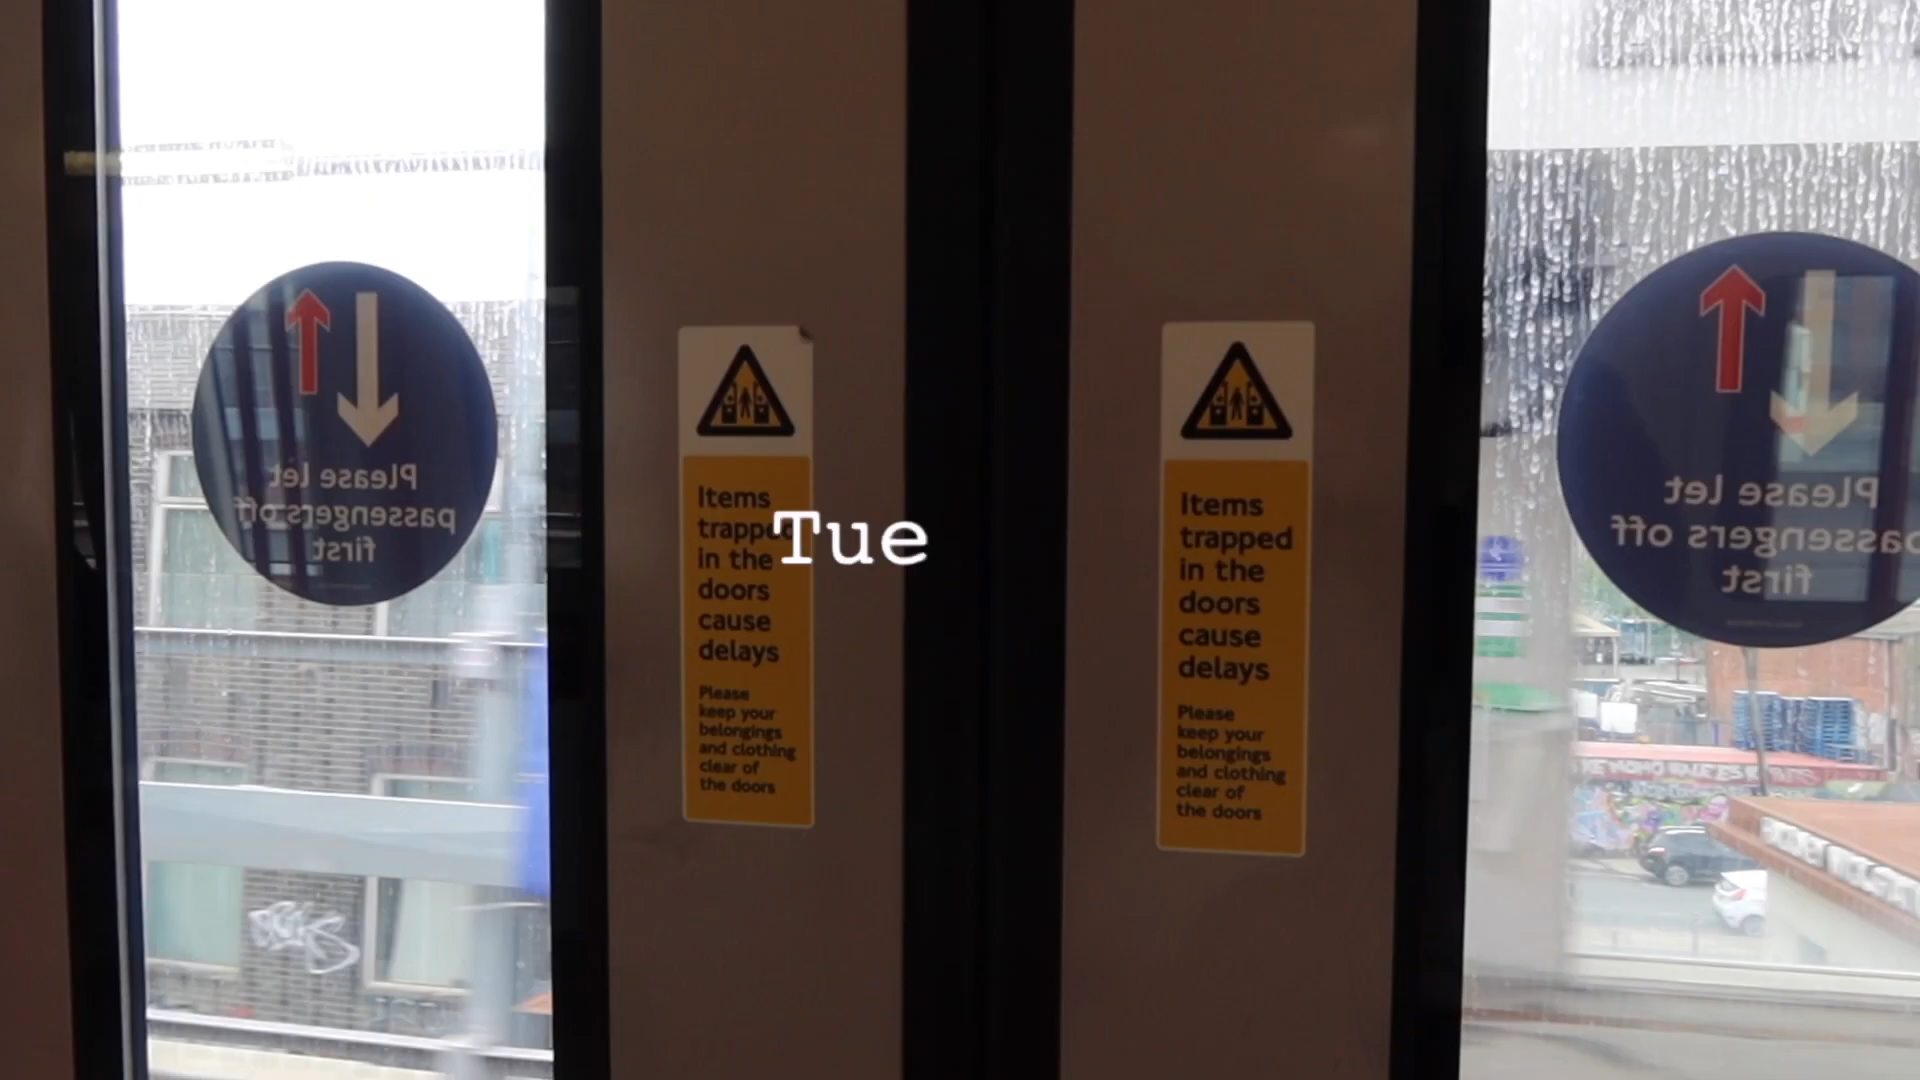 Please let
passengers off
first
Items
trapped
in the
doors
cause
delays
Please
keep your
belongings
and clothing
clear of
the doors
Tue
Items
trapped
in the
doors
cause
delays
Please
keep your
belongings
and clothing
clear of
the doors
Please let
passengers off
first